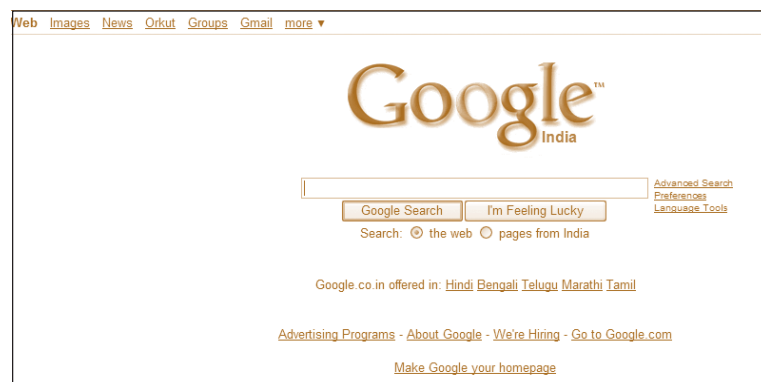 Web Images News Orkut Groups Gmail more ▼
Google™
India
Advanced Search
Preferences
Language Tools
Google Search I'm Feeling Lucky
Search: the web pages from India
Google.co.in offered in: Hindi Bengali Telugu Marathi Tamil
Advertising Programs - About Google - We're Hiring - Go to Google.com
Make Google your homepage